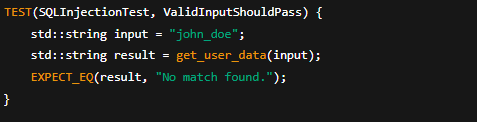 TEST(SQLInjectionTest, ValidInputShouldPass) {
    std::string input = "john_doe";
    std::string result = get_user_data(input);
    EXPECT_EQ(result, "No match found.");
}